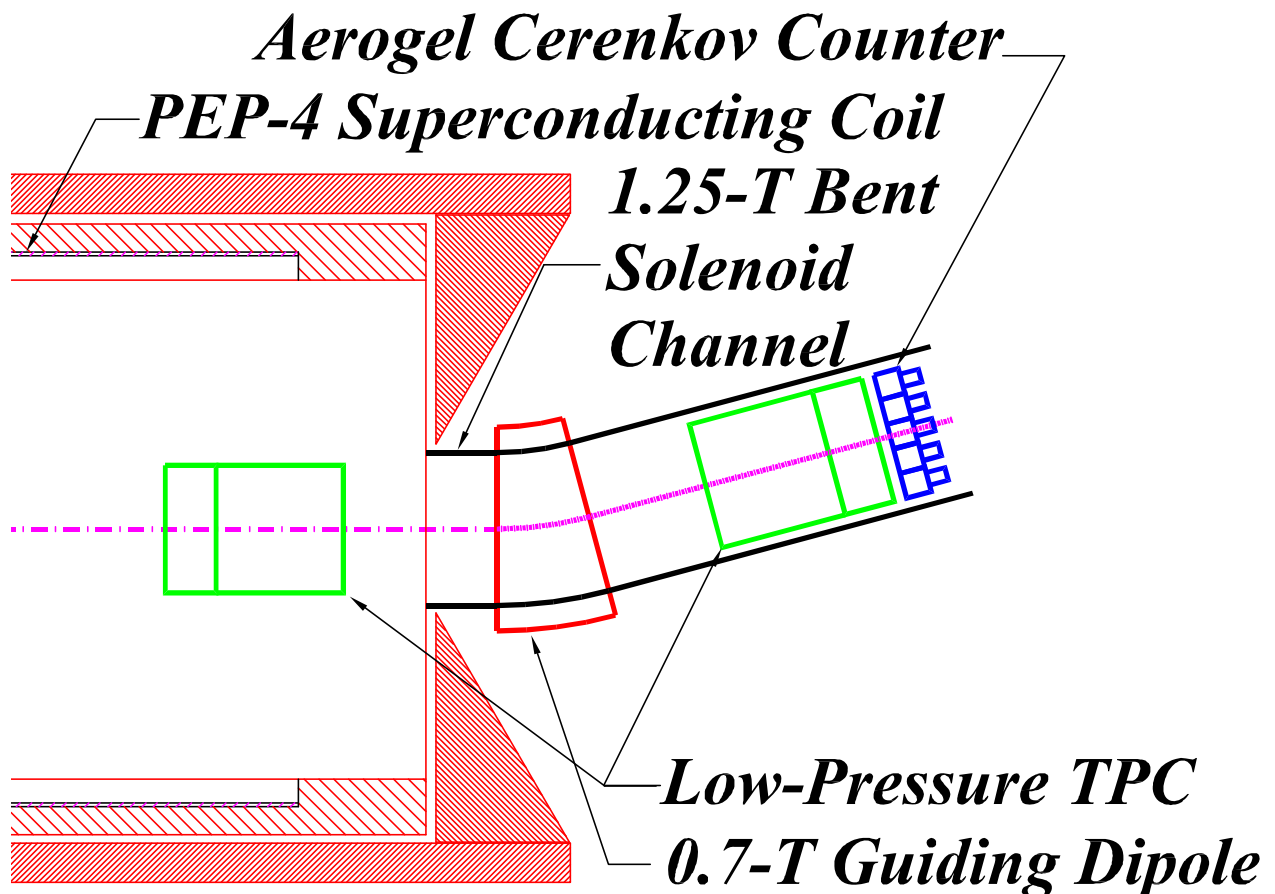 Aerogel Cerenkov Counter
PEP-4 Superconducting Coil
1.25-T Bent
Solenoid
Channel
Low-Pressure TPC
0.7-T Guiding Dipole